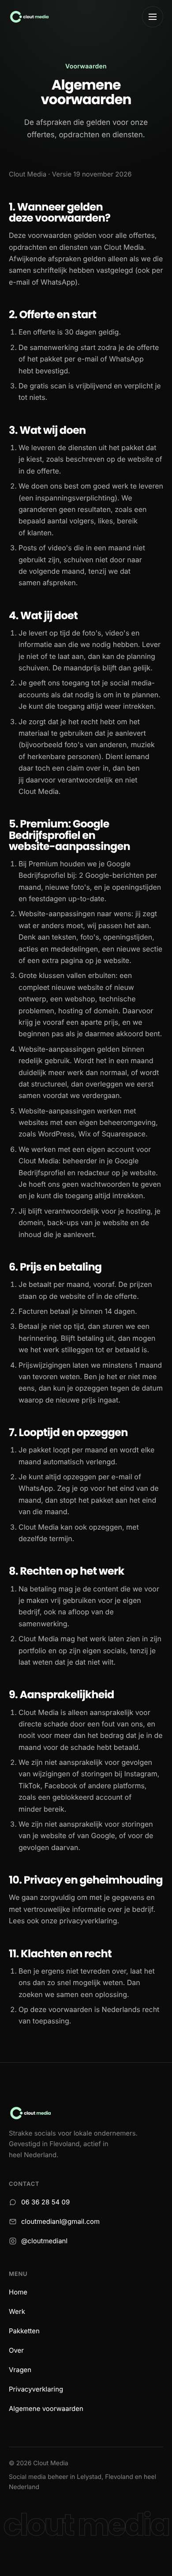 clout media
Voorwaarden
Algemene
voorwaarden
De afspraken die gelden voor onze
offertes, opdrachten en diensten.
Clout Media · Versie 19 november 2026
1. Wanneer gelden
deze voorwaarden?
Deze voorwaarden gelden voor alle offertes,
opdrachten en diensten van Clout Media.
Afwijkende afspraken gelden alleen als we die
samen schriftelijk hebben vastgelegd (ook per
e-mail of WhatsApp).
2. Offerte en start
1. Een offerte is 30 dagen geldig.
2. De samenwerking start zodra je de offerte
of het pakket per e-mail of WhatsApp
hebt bevestigd.
3. De gratis scan is vrijblijvend en verplicht je
tot niets.
3. Wat wij doen
1. We leveren de diensten uit het pakket dat
je kiest, zoals beschreven op de website of
in de offerte.
2. We doen ons best om goed werk te leveren
(een inspanningsverplichting). We
garanderen geen resultaten, zoals een
bepaald aantal volgers, likes, bereik
of klanten.
3. Posts of video's die in een maand niet
gebruikt zijn, schuiven niet door naar
de volgende maand, tenzij we dat
samen afspreken.
4. Wat jij doet
1. Je levert op tijd de foto's, video's en
informatie aan die we nodig hebben. Lever
je niet of te laat aan, dan kan de planning
schuiven. De maandprijs blijft dan gelijk.
2. Je geeft ons toegang tot je social media-
accounts als dat nodig is om in te plannen.
Je kunt die toegang altijd weer intrekken.
3. Je zorgt dat je het recht hebt om het
materiaal te gebruiken dat je aanlevert
(bijvoorbeeld foto's van anderen, muziek
of herkenbare personen). Dient iemand
daar toch een claim over in, dan ben
jij daarvoor verantwoordelijk en niet
Clout Media.
5. Premium: Google
Bedrijfsprofiel en
website-aanpassingen
1. Bij Premium houden we je Google
Bedrijfsprofiel bij: 2 Google-berichten per
maand, nieuwe foto's, en je openingstijden
en feestdagen up-to-date.
2. Website-aanpassingen naar wens: jij zegt
wat er anders moet, wij passen het aan.
Denk aan teksten, foto's, openingstijden,
acties en mededelingen, een nieuwe sectie
of een extra pagina op je website.
3. Grote klussen vallen erbuiten: een
compleet nieuwe website of nieuw
ontwerp, een webshop, technische
problemen, hosting of domein. Daarvoor
krijg je vooraf een aparte prijs, en we
beginnen pas als je daarmee akkoord bent.
4. Website-aanpassingen gelden binnen
redelijk gebruik. Wordt het in een maand
duidelijk meer werk dan normaal, of wordt
dat structureel, dan overleggen we eerst
samen voordat we verdergaan.
5. Website-aanpassingen werken met
websites met een eigen beheeromgeving,
zoals WordPress, Wix of Squarespace.
6. We werken met een eigen account voor
Clout Media: beheerder in je Google
Bedrijfsprofiel en redacteur op je website.
Je hoeft ons geen wachtwoorden te geven
en je kunt die toegang altijd intrekken.
7. Jij blijft verantwoordelijk voor je hosting, je
domein, back-ups van je website en de
inhoud die je aanlevert.
6. Prijs en betaling
1. Je betaalt per maand, vooraf. De prijzen
staan op de website of in de offerte.
2. Facturen betaal je binnen 14 dagen.
3. Betaal je niet op tijd, dan sturen we een
herinnering. Blijft betaling uit, dan mogen
we het werk stilleggen tot er betaald is.
4. Prijswijzigingen laten we minstens 1 maand
van tevoren weten. Ben je het er niet mee
eens, dan kun je opzeggen tegen de datum
waarop de nieuwe prijs ingaat.
7. Looptijd en opzeggen
1. Je pakket loopt per maand en wordt elke
maand automatisch verlengd.
2. Je kunt altijd opzeggen per e-mail of
WhatsApp. Zeg je op voor het eind van de
maand, dan stopt het pakket aan het eind
van die maand.
3. Clout Media kan ook opzeggen, met
dezelfde termijn.
8. Rechten op het werk
1. Na betaling mag je de content die we voor
je maken vrij gebruiken voor je eigen
bedrijf, ook na afloop van de
samenwerking.
2. Clout Media mag het werk laten zien in zijn
portfolio en op zijn eigen socials, tenzij je
laat weten dat je dat niet wilt.
9. Aansprakelijkheid
1. Clout Media is alleen aansprakelijk voor
directe schade door een fout van ons, en
nooit voor meer dan het bedrag dat je in de
maand voor de schade hebt betaald.
2. We zijn niet aansprakelijk voor gevolgen
van wijzigingen of storingen bij Instagram,
TikTok, Facebook of andere platforms,
zoals een geblokkeerd account of
minder bereik.
3. We zijn niet aansprakelijk voor storingen
van je website of van Google, of voor de
gevolgen daarvan.
10. Privacy en geheimhouding
We gaan zorgvuldig om met je gegevens en
met vertrouwelijke informatie over je bedrijf.
Lees ook onze privacyverklaring.
11. Klachten en recht
1. Ben je ergens niet tevreden over, laat het
ons dan zo snel mogelijk weten. Dan
zoeken we samen een oplossing.
2. Op deze voorwaarden is Nederlands recht
van toepassing.
clout media
Strakke socials voor lokale ondernemers.
Gevestigd in Flevoland, actief in
heel Nederland.
CONTACT
06 36 28 54 09
cloutmedianl@gmail.com
@cloutmedianl
MENU
Home
Werk
Pakketten
Over
Vragen
Privacyverklaring
Algemene voorwaarden
© 2026 Clout Media
Social media beheer in Lelystad, Flevoland en heel
Nederland
clout media